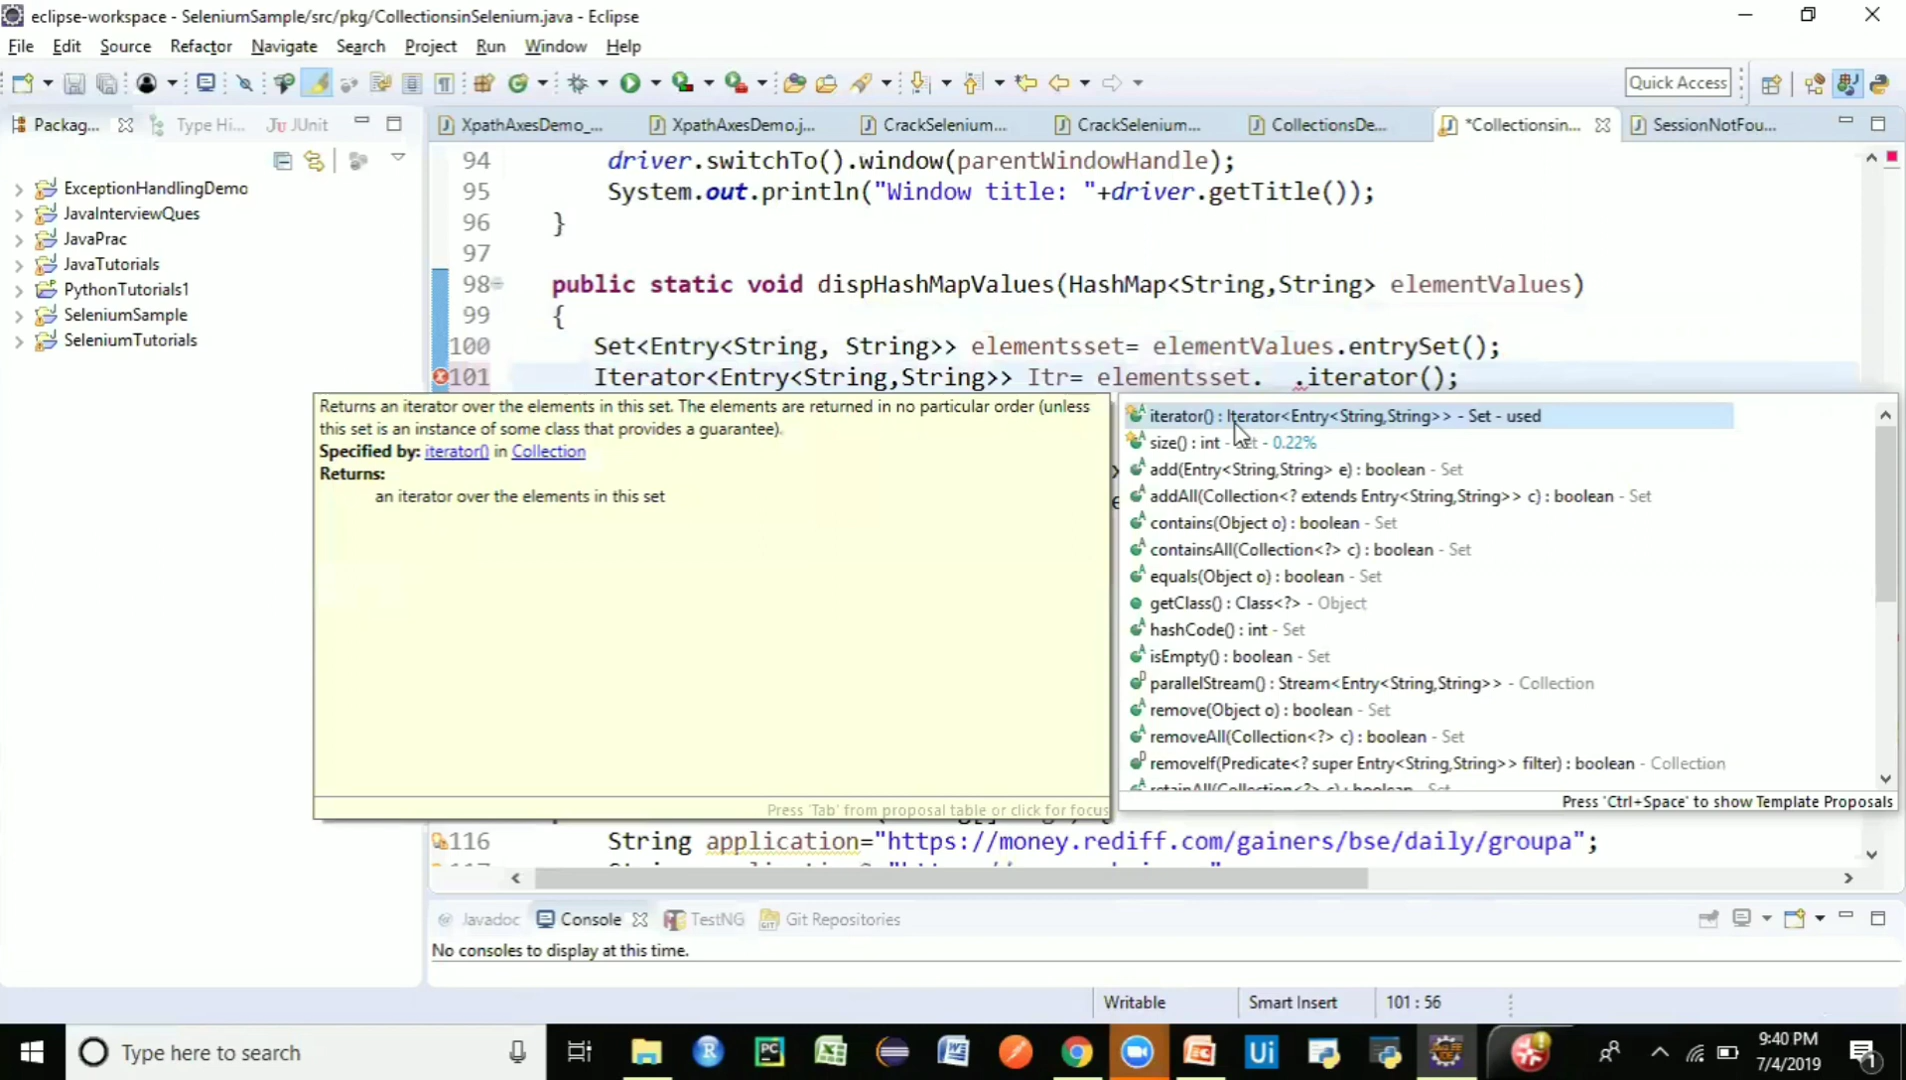 eclipse-workspace - SeleniumSample/src/pkg/CollectionsinSelenium.java - Eclipse
File Edit Source Refactor Navigate Search Project Run Window Help
Quick Access
Packag... Type Hi... JUnit
XpathAxesDemo_... XpathAxesDemo.j... CrackSelenium... CrackSelenium... CollectionsDe... *Collectionsin... SessionNotFou...
ExceptionHandlingDemo
JavaInterviewQues
JavaPrac
JavaTutorials
PythonTutorials1
SeleniumSample
SeleniumTutorials
94 driver.switchTo().window(parentWindowHandle);
95 System.out.println("Window title: "+driver.getTitle());
96 }
97
98 public static void dispHashMapValues(HashMap<String,String> elementValues)
99 {
100 Set<Entry<String, String>> elementsset= elementValues.entrySet();
101 Iterator<Entry<String,String>> Itr= elementsset. .iterator();
Returns an iterator over the elements in this set. The elements are returned in no particular order (unless
this set is an instance of some class that provides a guarantee).
Specified by: iterator() in Collection
Returns:
an iterator over the elements in this set
Press 'Tab' from proposal table or click for focus
iterator() : Iterator<Entry<String,String>> - Set - used
size() : int - Set - 0.22%
add(Entry<String,String> e) : boolean - Set
addAll(Collection<? extends Entry<String,String>> c) : boolean - Set
contains(Object o) : boolean - Set
containsAll(Collection<?> c) : boolean - Set
equals(Object o) : boolean - Set
getClass() : Class<?> - Object
hashCode() : int - Set
isEmpty() : boolean - Set
parallelStream() : Stream<Entry<String,String>> - Collection
remove(Object o) : boolean - Set
removeAll(Collection<?> c) : boolean - Set
removeIf(Predicate<? super Entry<String,String>> filter) : boolean - Collection
retainAll(Collection<?> c) : boolean - Set
Press 'Ctrl+Space' to show Template Proposals
116 String application="https://money.rediff.com/gainers/bse/daily/groupa";
Javadoc Console TestNG Git Repositories
No consoles to display at this time.
Writable Smart Insert 101 : 56
Type here to search
9:40 PM
7/4/2019